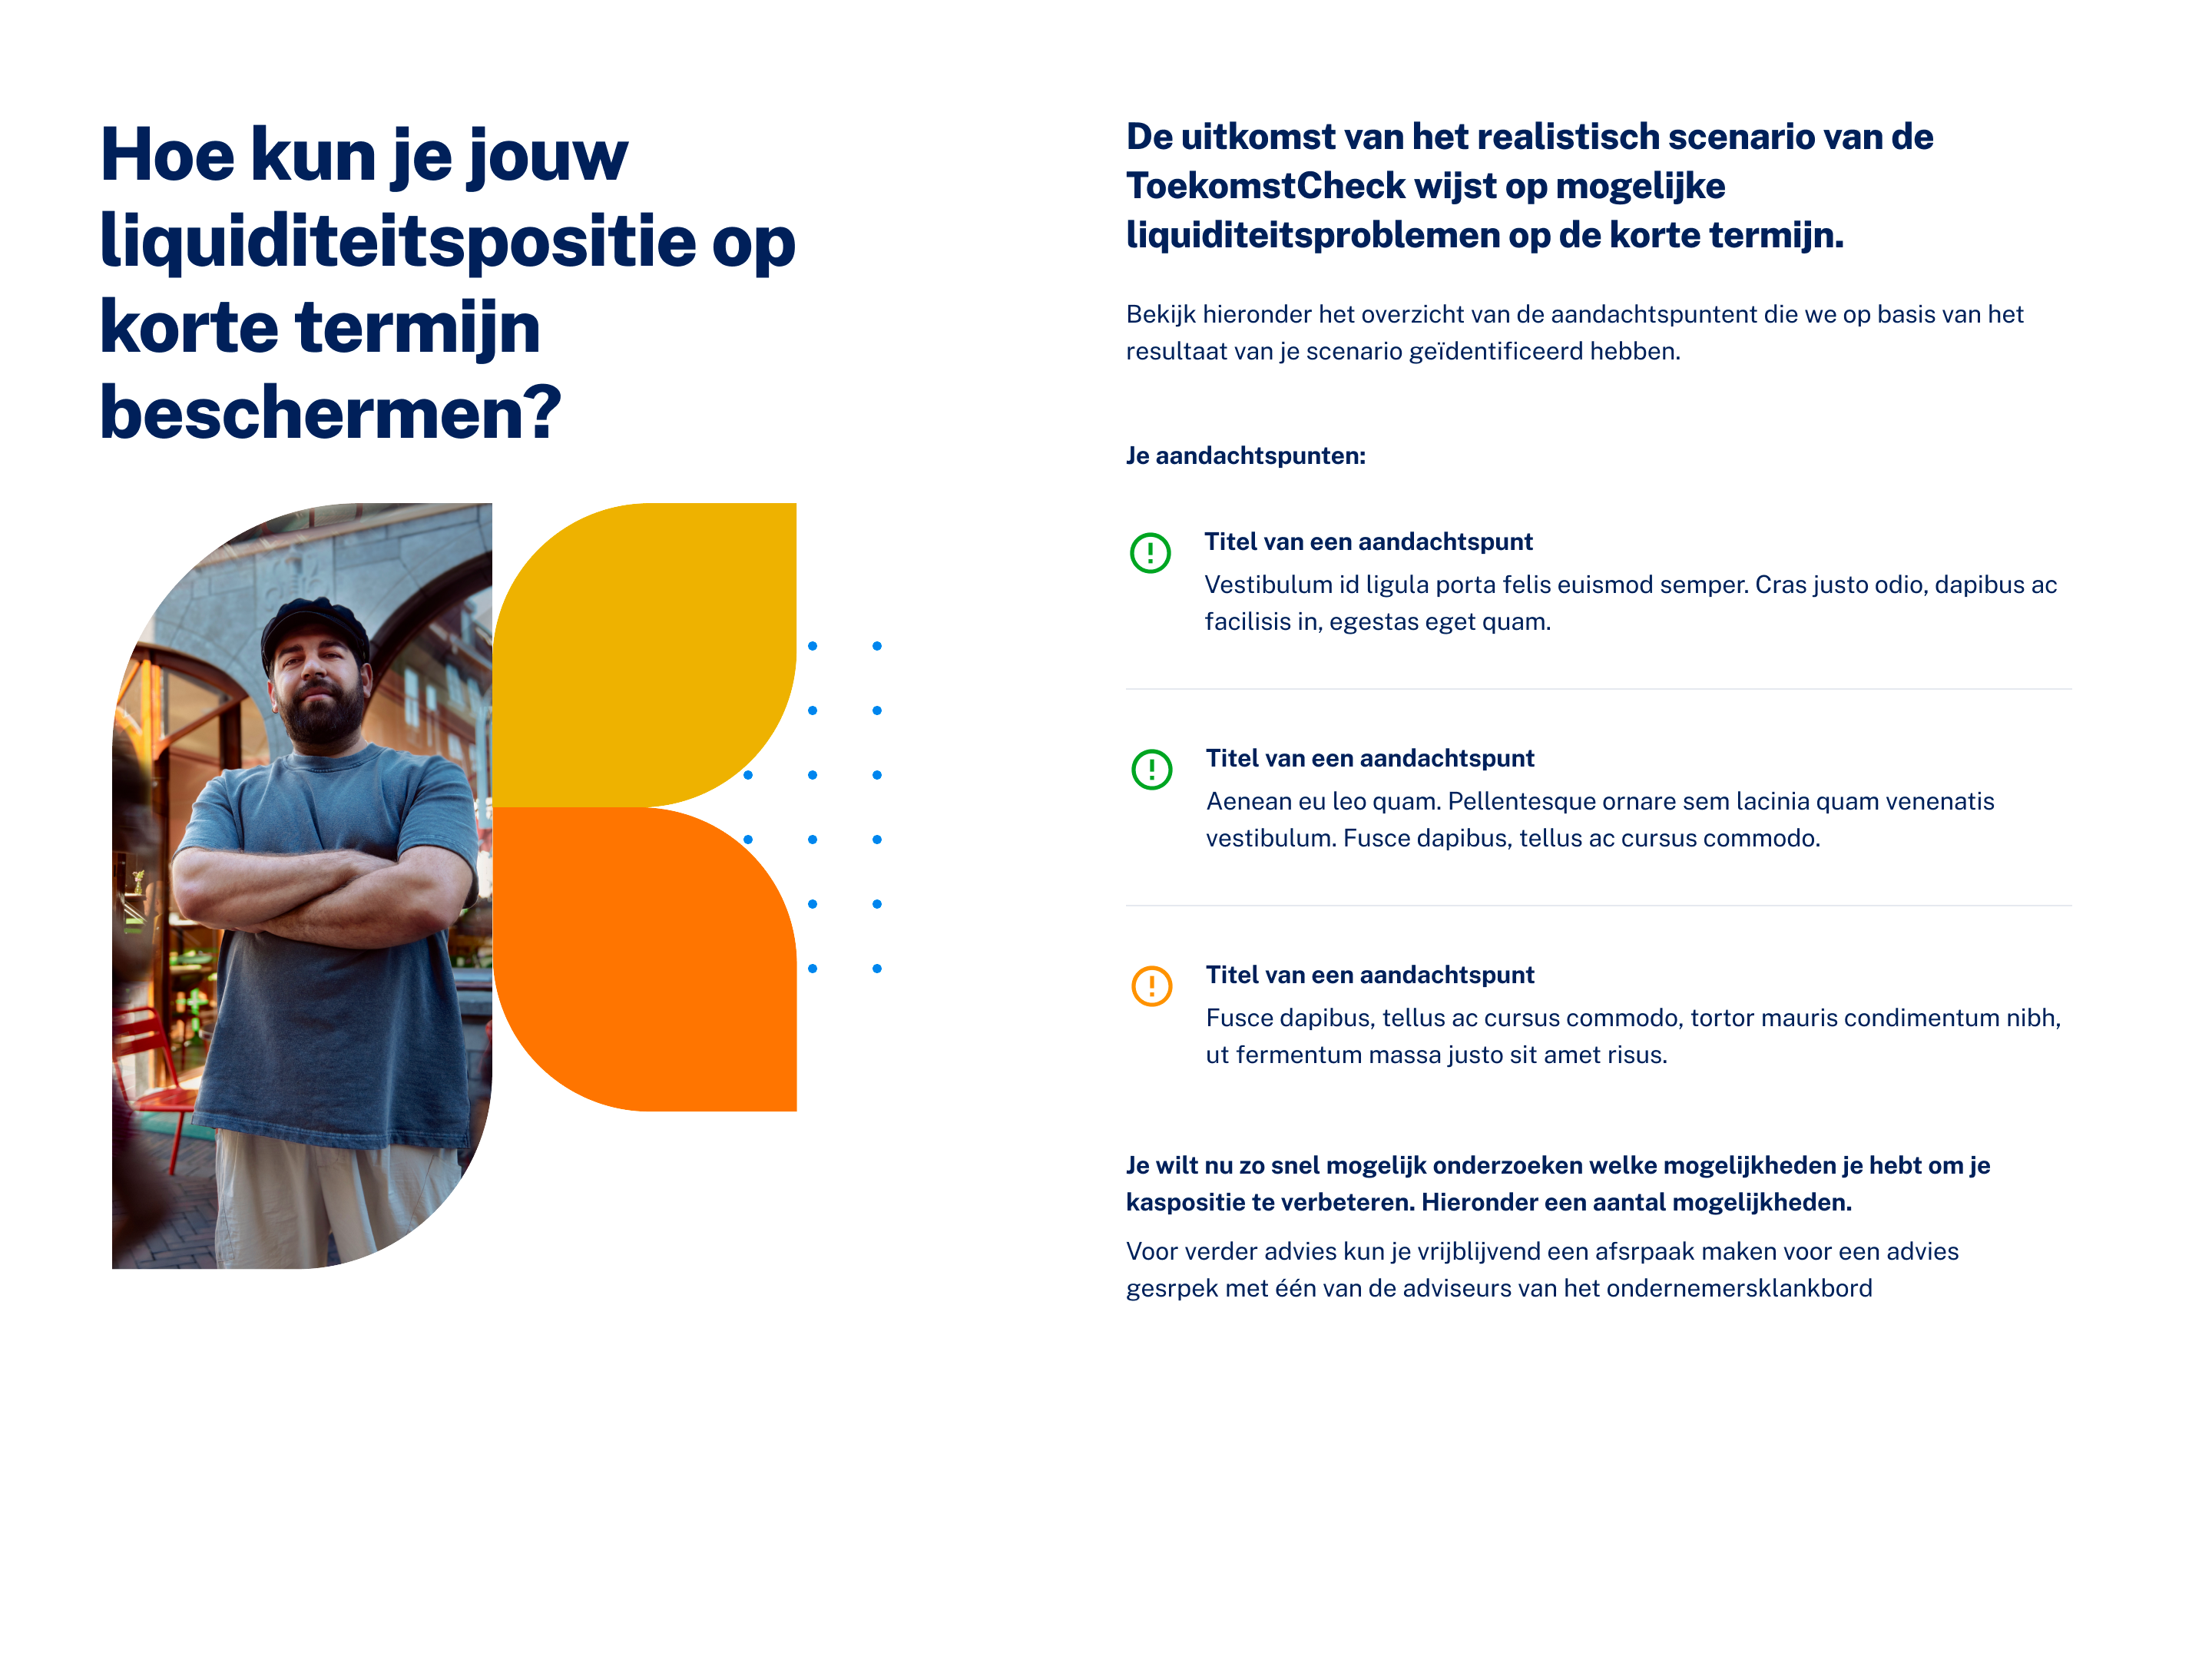 Hoe kun je jouw
liquiditeitspositie op
korte termijn
beschermen?
De uitkomst van het realistisch scenario van de
ToekomstCheck wijst op mogelijke
liquiditeitsproblemen op de korte termijn.
Bekijk hieronder het overzicht van de aandachtspuntent die we op basis van het
resultaat van je scenario geïdentificeerd hebben.
Je aandachtspunten:
Titel van een aandachtspunt
Vestibulum id ligula porta felis euismod semper. Cras justo odio, dapibus ac
facilisis in, egestas eget quam.
Titel van een aandachtspunt
Aenean eu leo quam. Pellentesque ornare sem lacinia quam venenatis
vestibulum. Fusce dapibus, tellus ac cursus commodo.
Titel van een aandachtspunt
Fusce dapibus, tellus ac cursus commodo, tortor mauris condimentum nibh,
ut fermentum massa justo sit amet risus.
Je wilt nu zo snel mogelijk onderzoeken welke mogelijkheden je hebt om je
kaspositie te verbeteren. Hieronder een aantal mogelijkheden.
Voor verder advies kun je vrijblijvend een afsrpaak maken voor een advies
gesrpek met één van de adviseurs van het ondernemersklankbord